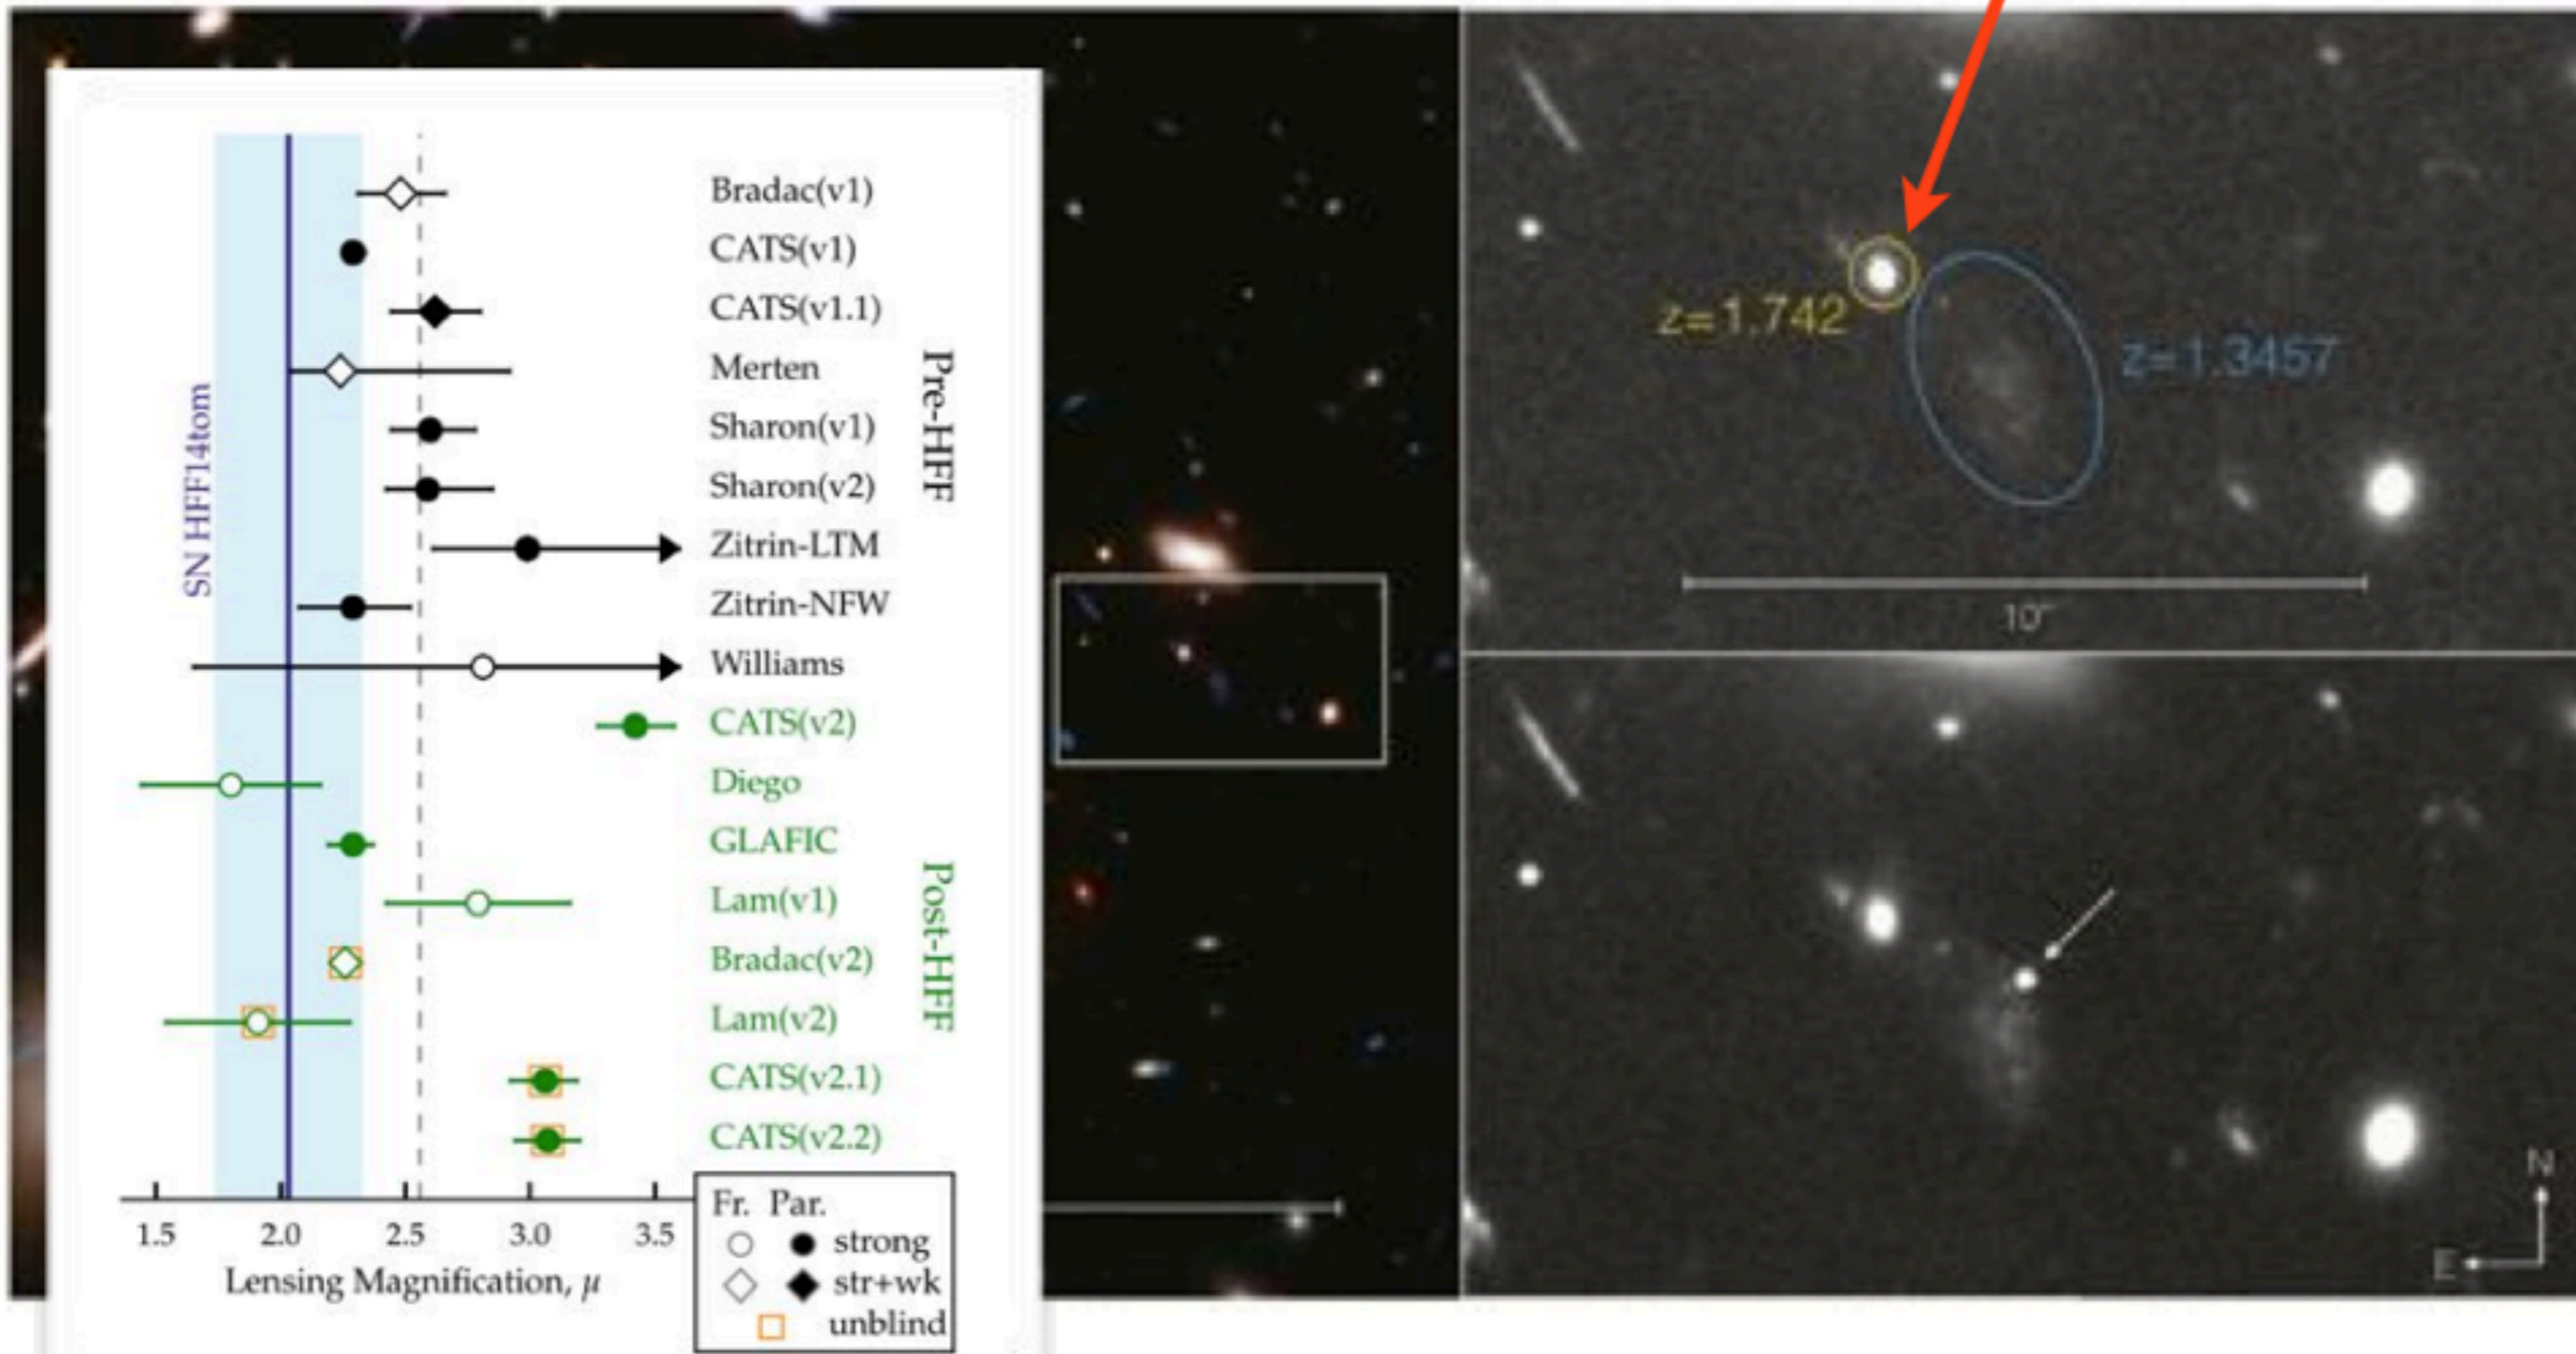 SN HFF14tom
Bradac(v1)
CATS(v1)
CATS(v1.1)
Merten
Sharon(v1)
Sharon(v2)
Zitrin-LTM
Zitrin-NFW
Williams
Pre-HFF
CATS(v2)
Diego
GLAFIC
Lam(v1)
Bradac(v2)
Lam(v2)
CATS(v2.1)
CATS(v2.2)
Post-HFF
1.5 2.0 2.5 3.0 3.5
Lensing Magnification, μ
Fr. Par.
strong
str+wk
unblind
z=1.742
z=1.3457
10"
N
E